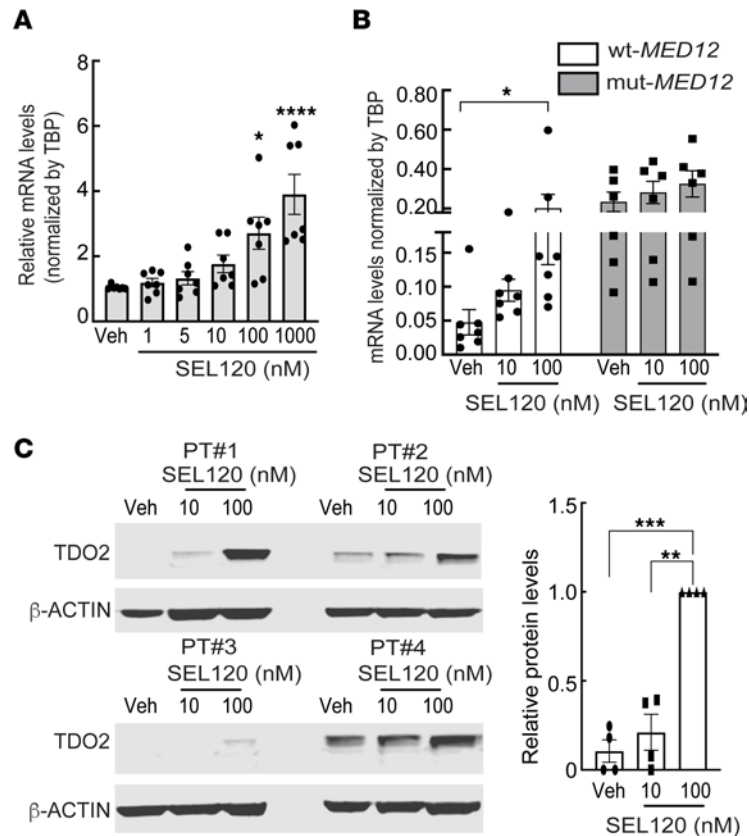 A
Relative mRNA levels
(normalized by TBP)
8
6
4
2
0
* ****
Veh 1 5 10 100 1000
SEL120 (nM)
B
wt-MED12
mut-MED12
mRNA levels normalized by TBP
0.80
0.60
0.40
0.20
0.15
0.10
0.05
0.00
*
Veh 10 100 Veh 10 100
SEL120 (nM) SEL120 (nM)
C
PT#1 PT#2
SEL120 (nM) SEL120 (nM)
Veh 10 100 Veh 10 100
TDO2
β-ACTIN
PT#3 PT#4
SEL120 (nM) SEL120 (nM)
Veh 10 100 Veh 10 100
TDO2
β-ACTIN
Relative protein levels
1.5
1.0
0.5
0
***
**
Veh 10 100
SEL120 (nM)